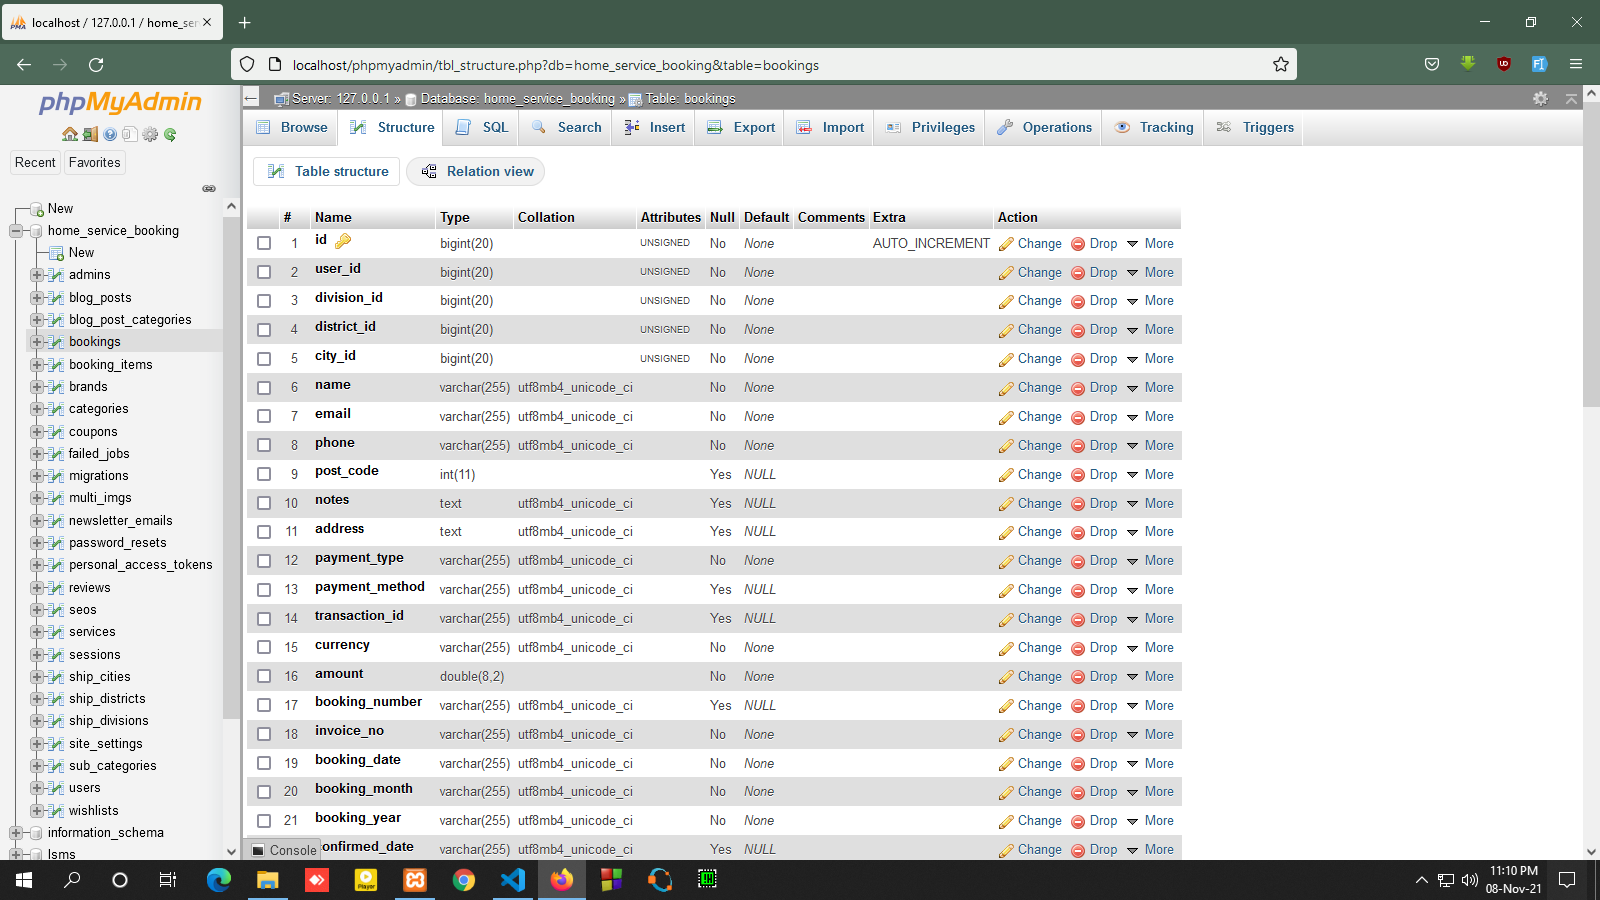 localhost / 127.0.0.1 / home_ser
localhost/phpmyadmin/tbl_structure.php?db=home_service_booking&table=bookings
phpMyAdmin
Recent Favorites
New
home_service_booking
New
admins
blog_posts
blog_post_categories
bookings
booking_items
brands
categories
coupons
failed_jobs
migrations
multi_imgs
newsletter_emails
password_resets
personal_access_tokens
reviews
seos
services
sessions
ship_cities
ship_districts
ship_divisions
site_settings
sub_categories
users
wishlists
information_schema
lsms
Server: 127.0.0.1 » Database: home_service_booking » Table: bookings
Browse Structure SQL Search Insert Export Import Privileges Operations Tracking Triggers
Table structure Relation view
# Name Type Collation Attributes Null Default Comments Extra Action
1 id bigint(20) UNSIGNED No None AUTO_INCREMENT Change Drop More
2 user_id bigint(20) UNSIGNED No None Change Drop More
3 division_id bigint(20) UNSIGNED No None Change Drop More
4 district_id bigint(20) UNSIGNED No None Change Drop More
5 city_id bigint(20) UNSIGNED No None Change Drop More
6 name varchar(255) utf8mb4_unicode_ci No None Change Drop More
7 email varchar(255) utf8mb4_unicode_ci No None Change Drop More
8 phone varchar(255) utf8mb4_unicode_ci No None Change Drop More
9 post_code int(11) Yes NULL Change Drop More
10 notes text utf8mb4_unicode_ci Yes NULL Change Drop More
11 address text utf8mb4_unicode_ci Yes NULL Change Drop More
12 payment_type varchar(255) utf8mb4_unicode_ci No None Change Drop More
13 payment_method varchar(255) utf8mb4_unicode_ci Yes NULL Change Drop More
14 transaction_id varchar(255) utf8mb4_unicode_ci Yes NULL Change Drop More
15 currency varchar(255) utf8mb4_unicode_ci No None Change Drop More
16 amount double(8,2) No None Change Drop More
17 booking_number varchar(255) utf8mb4_unicode_ci Yes NULL Change Drop More
18 invoice_no varchar(255) utf8mb4_unicode_ci No None Change Drop More
19 booking_date varchar(255) utf8mb4_unicode_ci No None Change Drop More
20 booking_month varchar(255) utf8mb4_unicode_ci No None Change Drop More
21 booking_year varchar(255) utf8mb4_unicode_ci No None Change Drop More
onfirmed_date varchar(255) utf8mb4_unicode_ci Yes NULL Change Drop More
Console
Player
11:10 PM
08-Nov-21